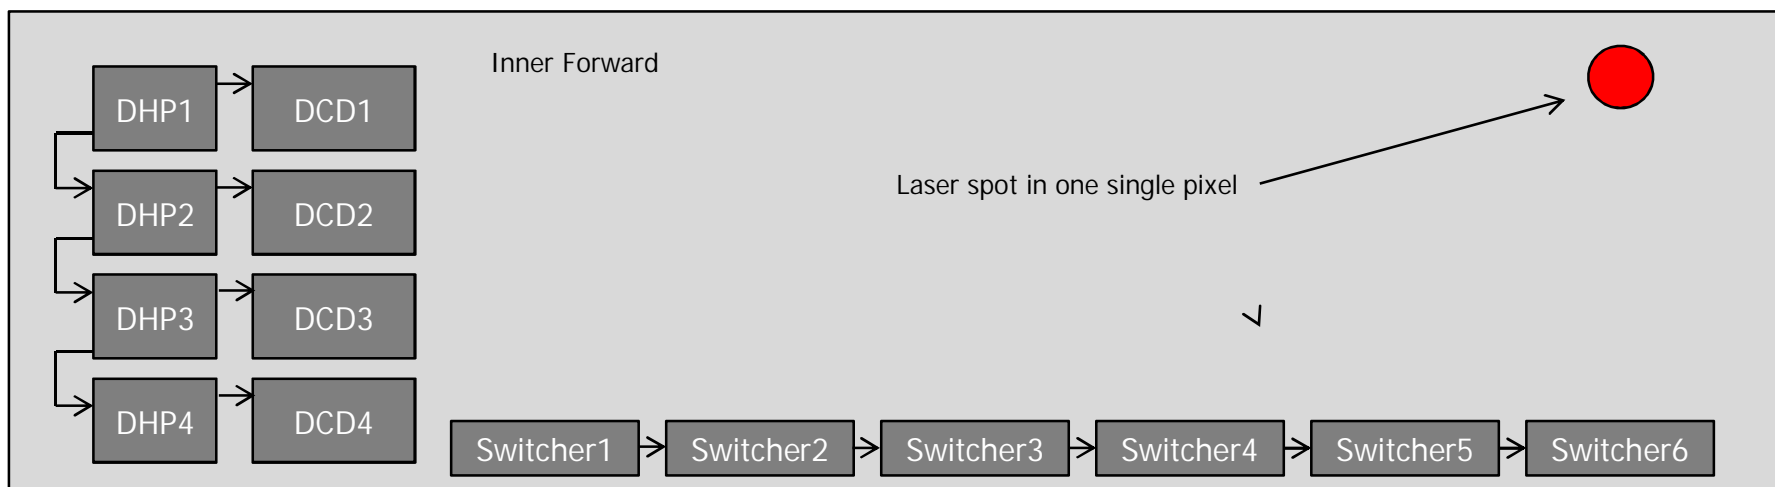 Inner Forward
DHP1
DCD1
Laser spot in one single pixel
DHP2
DCD2
DHP3
DCD3
DHP4
DCD4
Switcher1
Switcher2
Switcher3
Switcher4
Switcher5
Switcher6